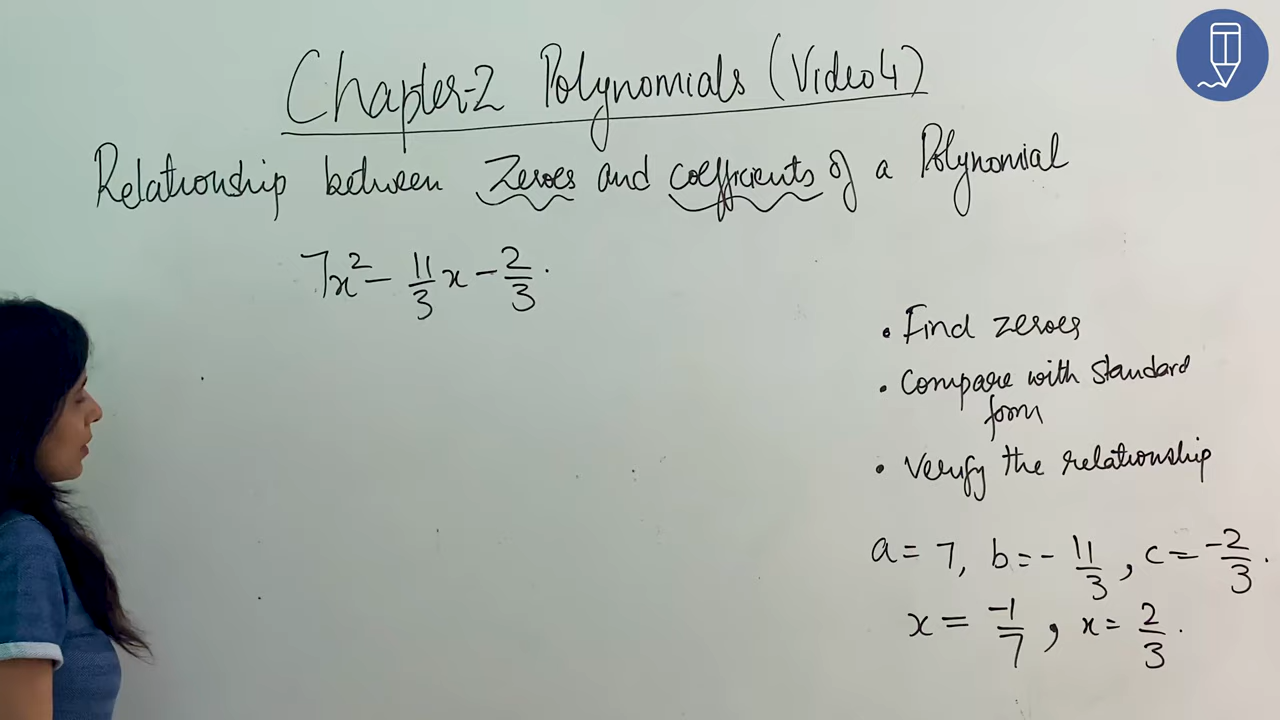 Chapter-2 Polynomials (Video 4)
Relationship between Zeroes and coefficients of a Polynomial
7x² - 11/3 x - 2/3.
• Find zeroes
• Compare with standard
form
• Verify the relationship
a = 7, b = - 11/3, c = -2/3.
x = -1/7, x = 2/3.